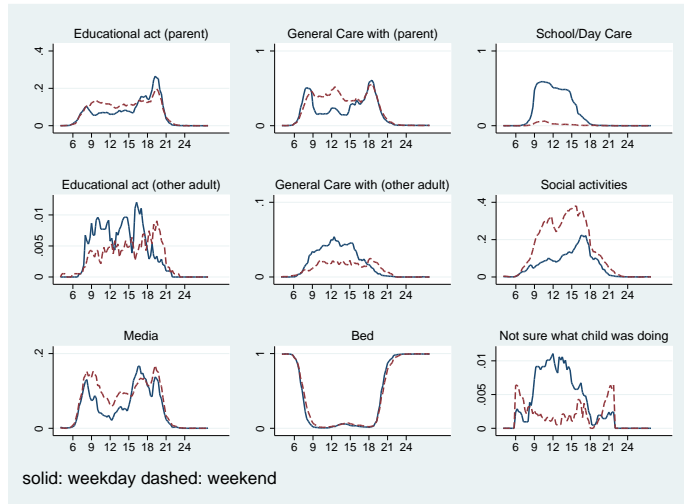 Educational act (parent)
General Care with (parent)
School/Day Care
.4
.2
0
6 9 12 15 18 21 24
1
0
6 9 12 15 18 21 24
1
0
6 9 12 15 18 21 24
Educational act (other adult)
General Care with (other adult)
Social activities
.01
.005
0
6 9 12 15 18 21 24
.1
0
6 9 12 15 18 21 24
.4
.2
0
6 9 12 15 18 21 24
Media
Bed
Not sure what child was doing
.2
0
6 9 12 15 18 21 24
1
0
6 9 12 15 18 21 24
.01
.005
0
6 9 12 15 18 21 24
solid: weekday dashed: weekend